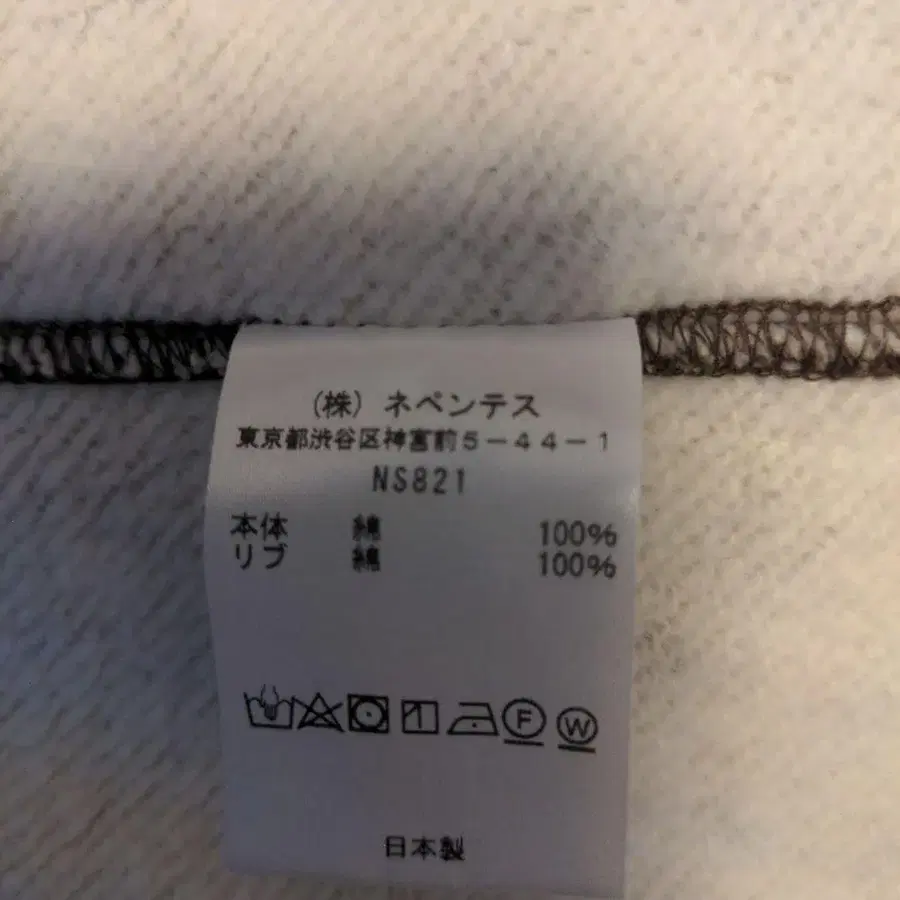 (株) ネペンテス
東京都渋谷区神宮前5-44-1
NS821
本体 綿 100%
リブ 綿 100%
F W
日本製